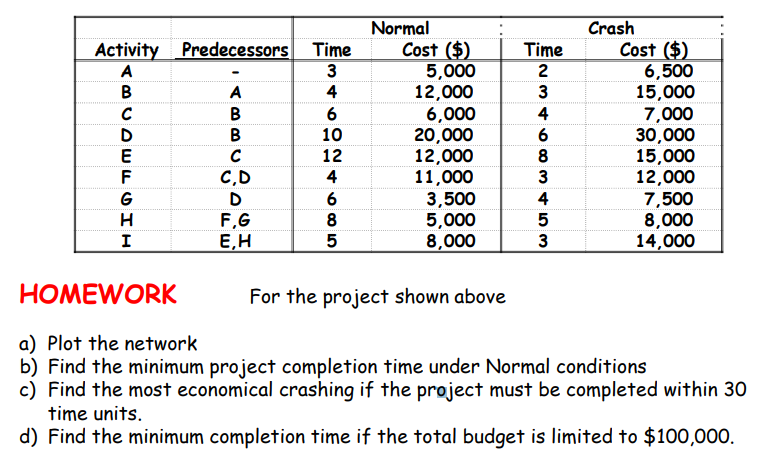 Normal Crash
Activity Predecessors Time Cost ($) Time Cost ($)
A - 3 5,000 2 6,500
B A 4 12,000 3 15,000
C B 6 6,000 4 7,000
D B 10 20,000 6 30,000
E C 12 12,000 8 15,000
F C,D 4 11,000 3 12,000
G D 6 3,500 4 7,500
H F,G 8 5,000 5 8,000
I E,H 5 8,000 3 14,000
HOMEWORK For the project shown above
a) Plot the network
b) Find the minimum project completion time under Normal conditions
c) Find the most economical crashing if the project must be completed within 30
time units.
d) Find the minimum completion time if the total budget is limited to $100,000.